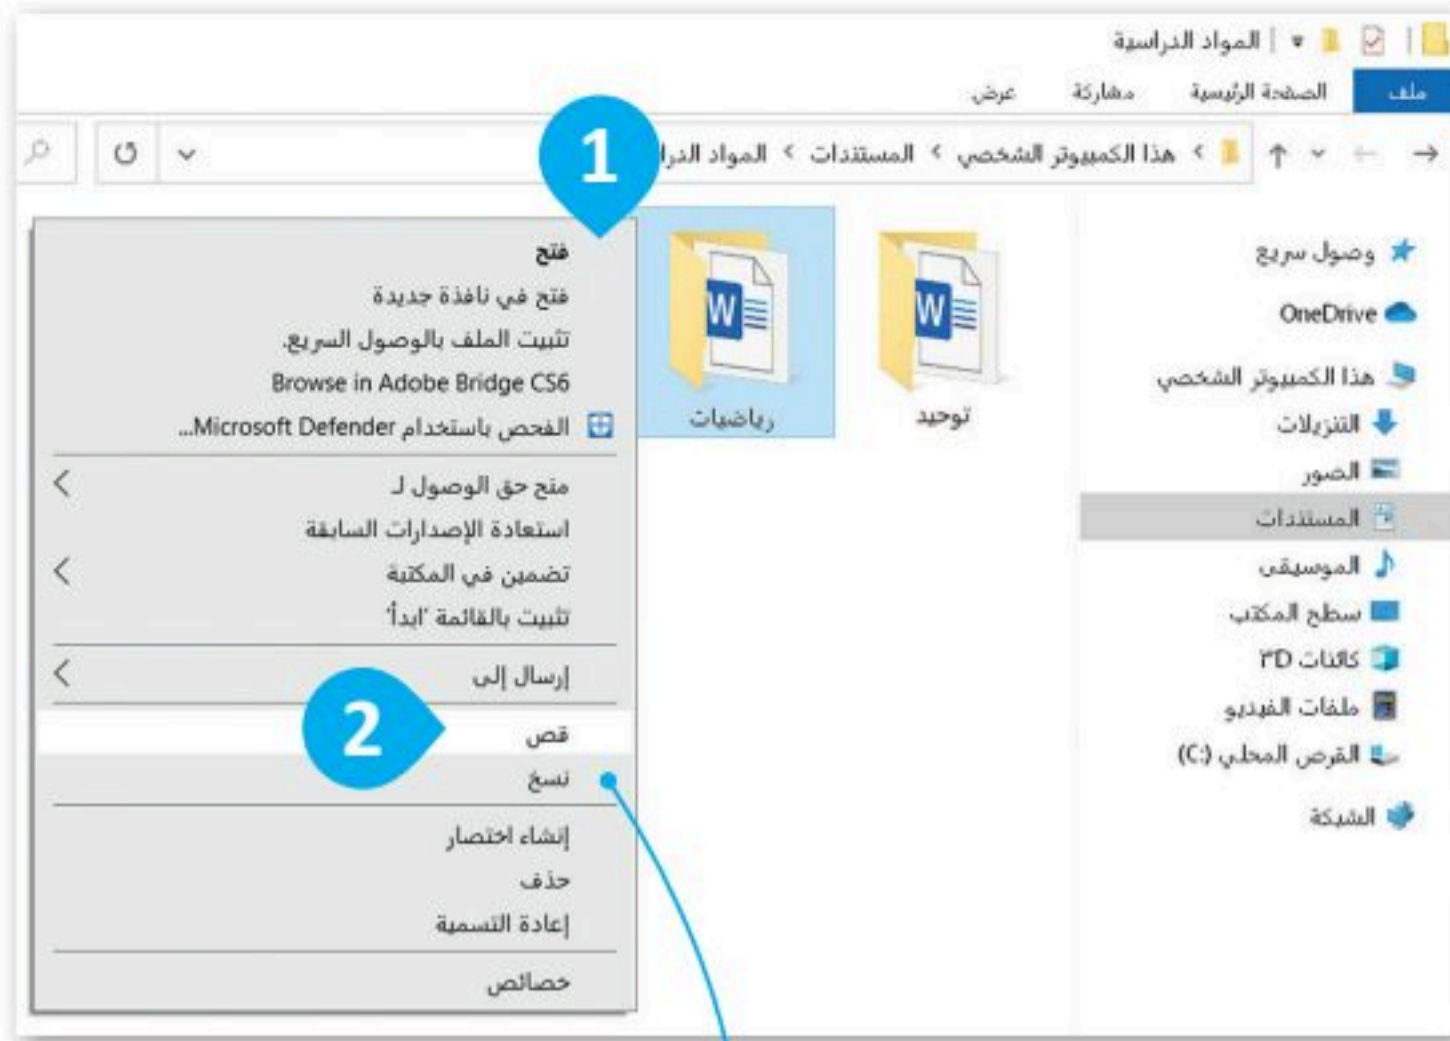 المواد الدراسية
ملف الصفحة الرئيسية مشاركة عرض
هذا الكمبيوتر الشخصي › المستندات › المواد الدرا
1
وصول سريع
OneDrive
هذا الكمبيوتر الشخصي
التنزيلات
الصور
المستندات
الموسيقى
سطح المكتب
كائنات ٣D
ملفات الفيديو
القرص المحلي (C:)
الشبكة
توحيد
رياضيات
فتح
فتح في نافذة جديدة
تثبيت الملف بالوصول السريع.
Browse in Adobe Bridge CS6
الفحص باستخدام Microsoft Defender...
منح حق الوصول لـ
استعادة الإصدارات السابقة
تضمين في المكتبة
تثبيت بالقائمة 'ابدأ'
إرسال إلى
2
قص
نسخ
إنشاء اختصار
حذف
إعادة التسمية
خصائص